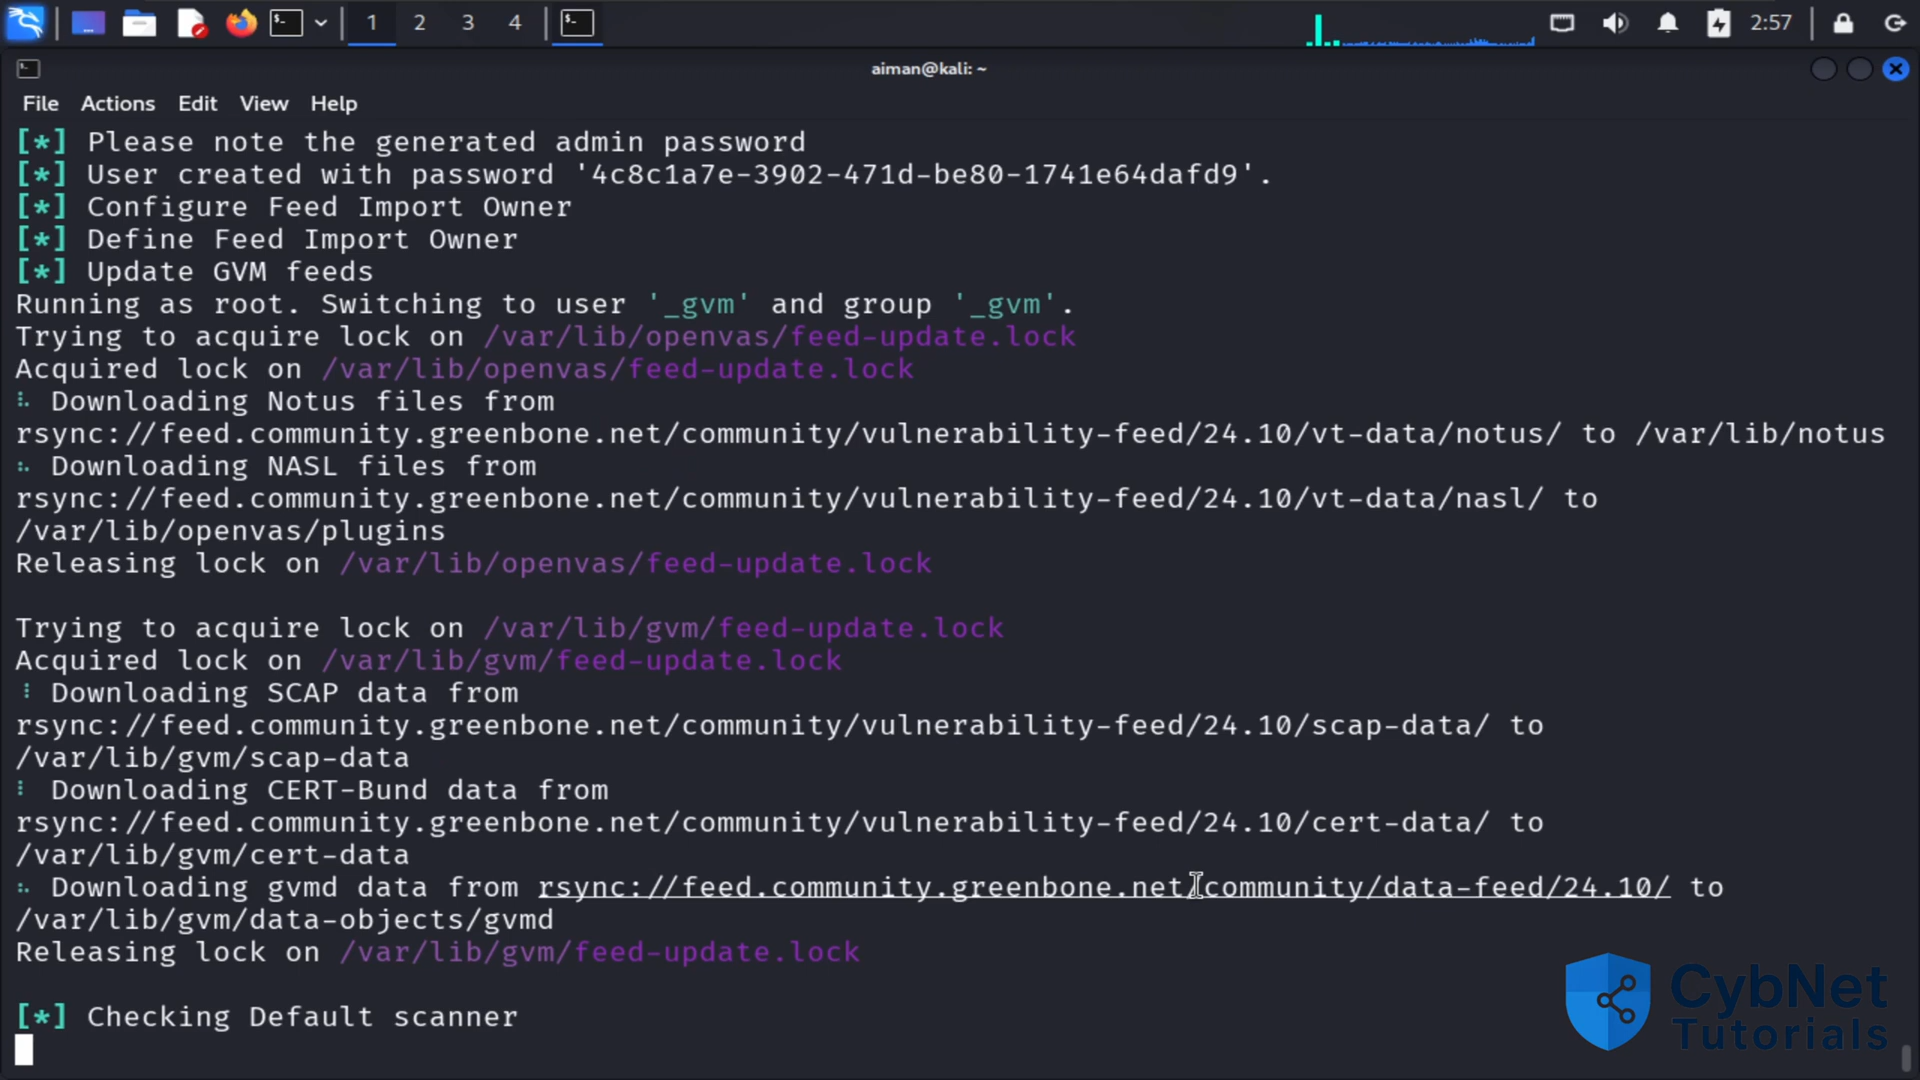 1 2 3 4 2:57
aiman@kali: ~
File Actions Edit View Help
[*] Please note the generated admin password
[*] User created with password '4c8c1a7e-3902-471d-be80-1741e64dafd9'.
[*] Configure Feed Import Owner
[*] Define Feed Import Owner
[*] Update GVM feeds
Running as root. Switching to user '_gvm' and group '_gvm'.
Trying to acquire lock on /var/lib/openvas/feed-update.lock
Acquired lock on /var/lib/openvas/feed-update.lock
⠧ Downloading Notus files from
rsync://feed.community.greenbone.net/community/vulnerability-feed/24.10/vt-data/notus/ to /var/lib/notus
⠦ Downloading NASL files from
rsync://feed.community.greenbone.net/community/vulnerability-feed/24.10/vt-data/nasl/ to
/var/lib/openvas/plugins
Releasing lock on /var/lib/openvas/feed-update.lock
Trying to acquire lock on /var/lib/gvm/feed-update.lock
Acquired lock on /var/lib/gvm/feed-update.lock
⠸ Downloading SCAP data from
rsync://feed.community.greenbone.net/community/vulnerability-feed/24.10/scap-data/ to
/var/lib/gvm/scap-data
⠇ Downloading CERT-Bund data from
rsync://feed.community.greenbone.net/community/vulnerability-feed/24.10/cert-data/ to
/var/lib/gvm/cert-data
⠦ Downloading gvmd data from rsync://feed.community.greenbone.net/community/data-feed/24.10/ to
/var/lib/gvm/data-objects/gvmd
Releasing lock on /var/lib/gvm/feed-update.lock
[*] Checking Default scanner
CybNet
Tutorials